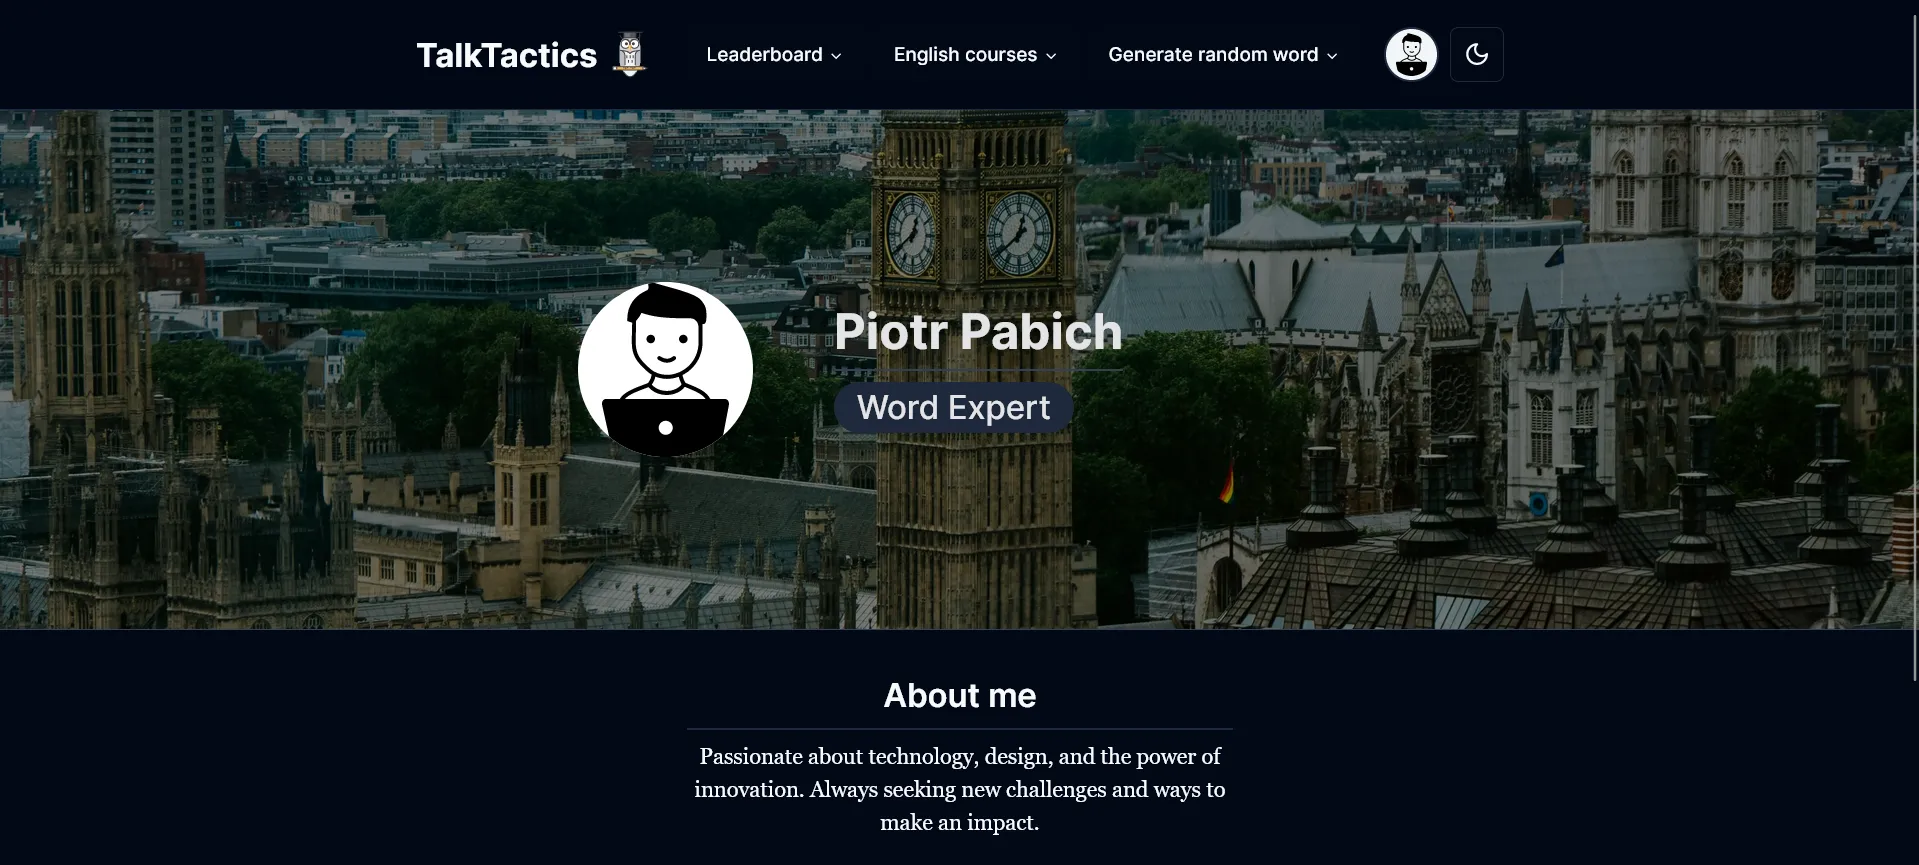 TalkTactics
Leaderboard
English courses
Generate random word
Piotr Pabich
Word Expert
About me
Passionate about technology, design, and the power of
innovation. Always seeking new challenges and ways to
make an impact.